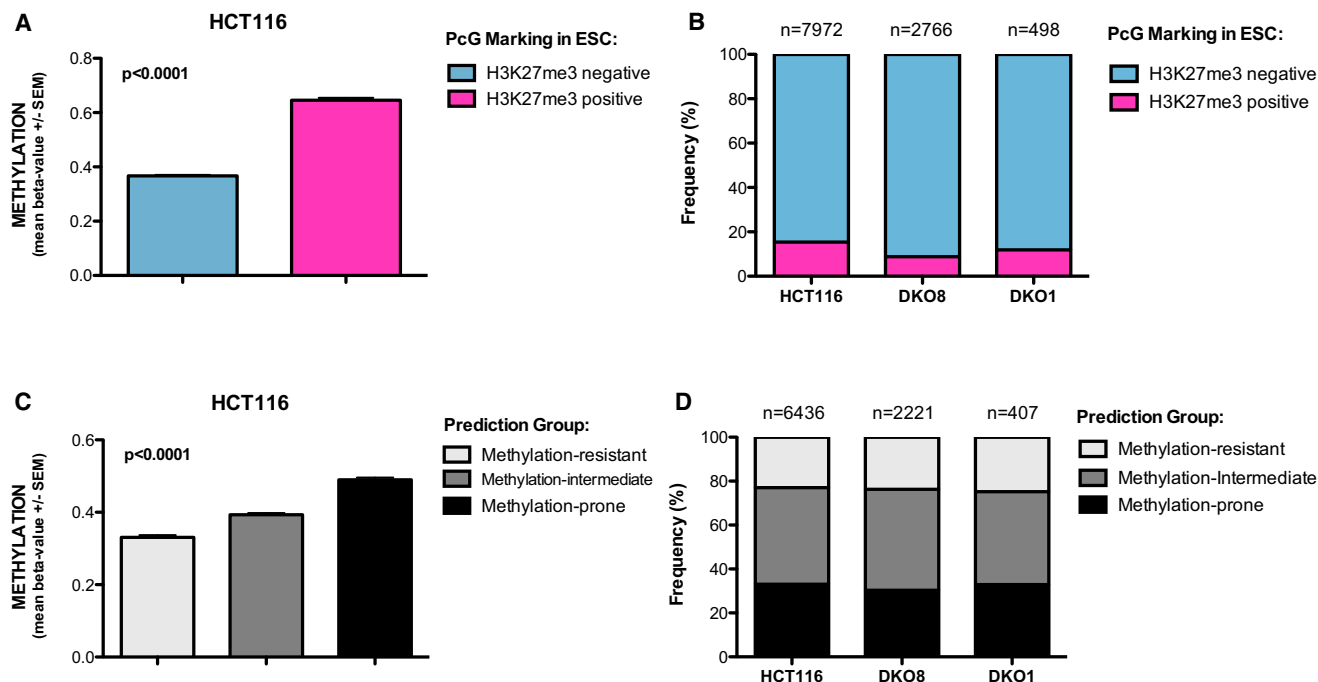 A
HCT116
METHYLATION
(mean beta-value +/- SEM)
0.8
0.6
0.4
0.2
0.0
p<0.0001
PcG Marking in ESC:
H3K27me3 negative
H3K27me3 positive
B
n=7972 n=2766 n=498
Frequency (%)
100
80
60
40
20
0
HCT116 DKO8 DKO1
PcG Marking in ESC:
H3K27me3 negative
H3K27me3 positive
C
HCT116
METHYLATION
(mean beta-value +/- SEM)
0.6
0.4
0.2
0.0
p<0.0001
Prediction Group:
Methylation-resistant
Methylation-intermediate
Methylation-prone
D
n=6436 n=2221 n=407
Frequency (%)
100
80
60
40
20
0
HCT116 DKO8 DKO1
Prediction Group:
Methylation-resistant
Methylation-Intermediate
Methylation-prone